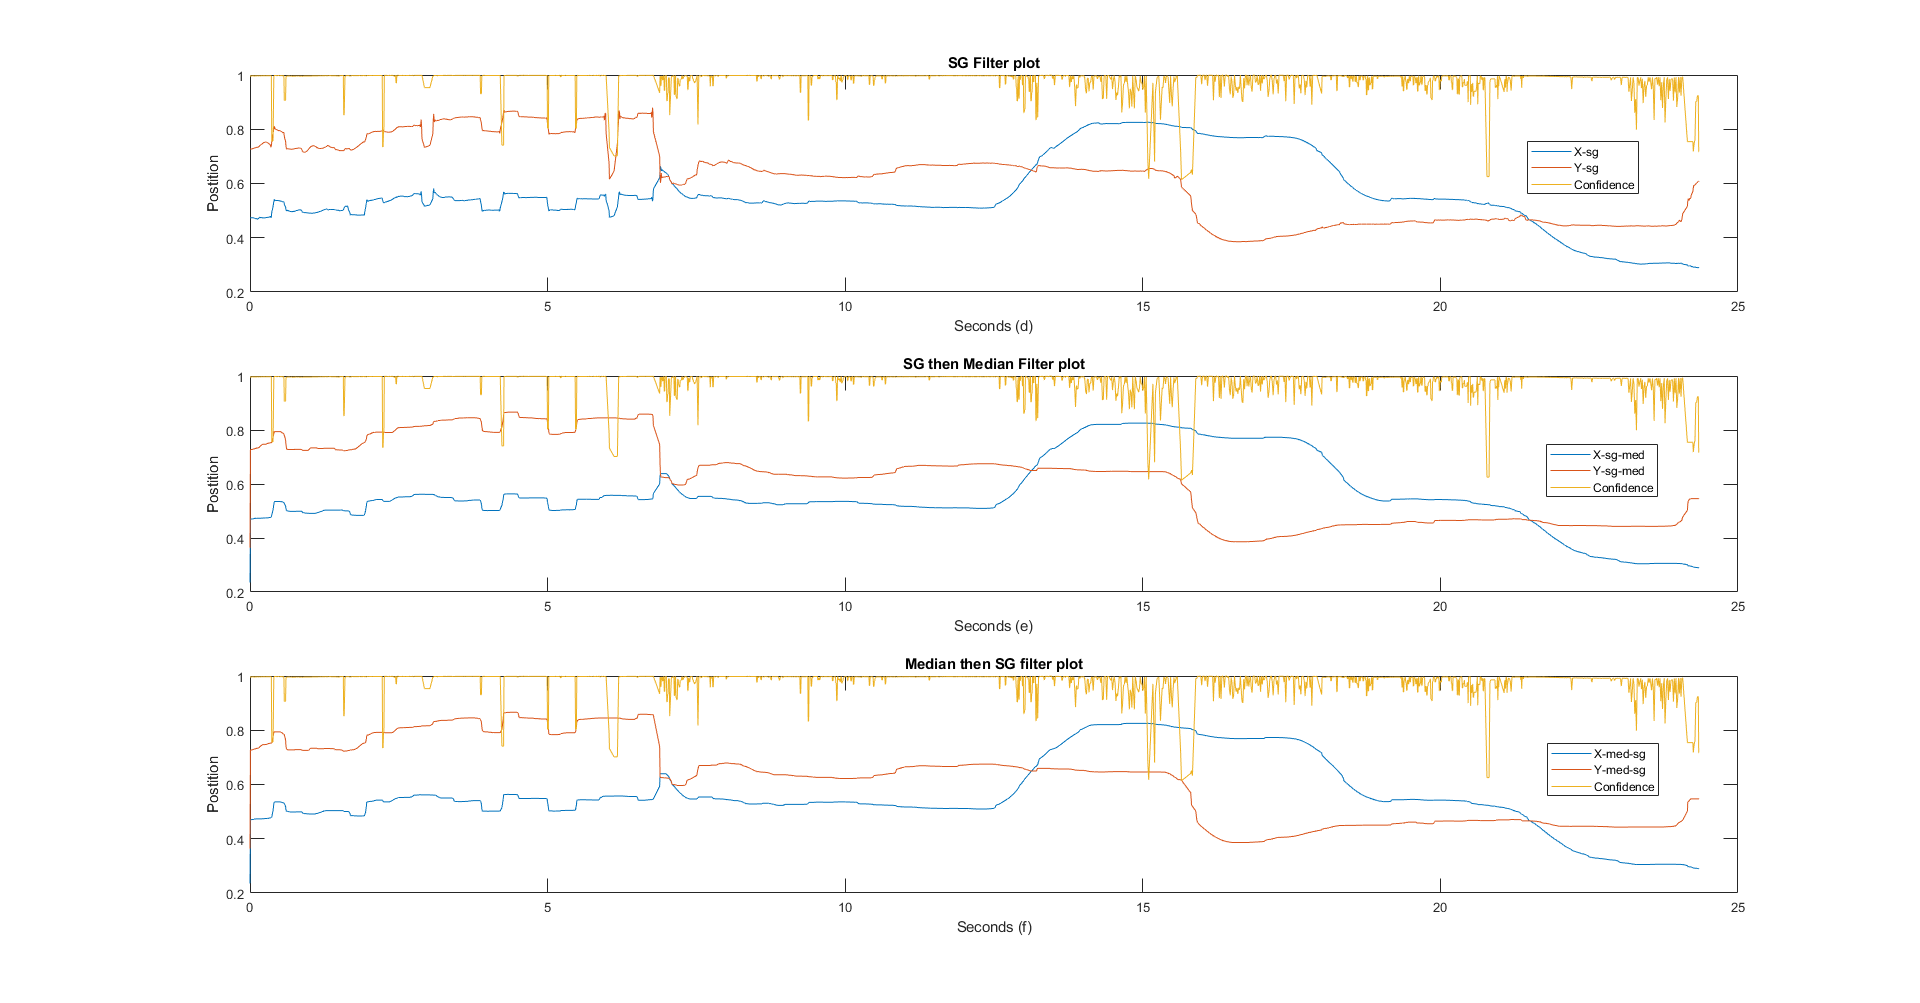 SG Filter plot
1
0.8
0.6
0.4
0.2
Postition
0 5 10 15 20 25
Seconds (d)
X-sg
Y-sg
Confidence
SG then Median Filter plot
1
0.8
0.6
0.4
0.2
Postition
0 5 10 15 20 25
Seconds (e)
X-sg-med
Y-sg-med
Confidence
Median then SG filter plot
1
0.8
0.6
0.4
0.2
Postition
0 5 10 15 20 25
Seconds (f)
X-med-sg
Y-med-sg
Confidence